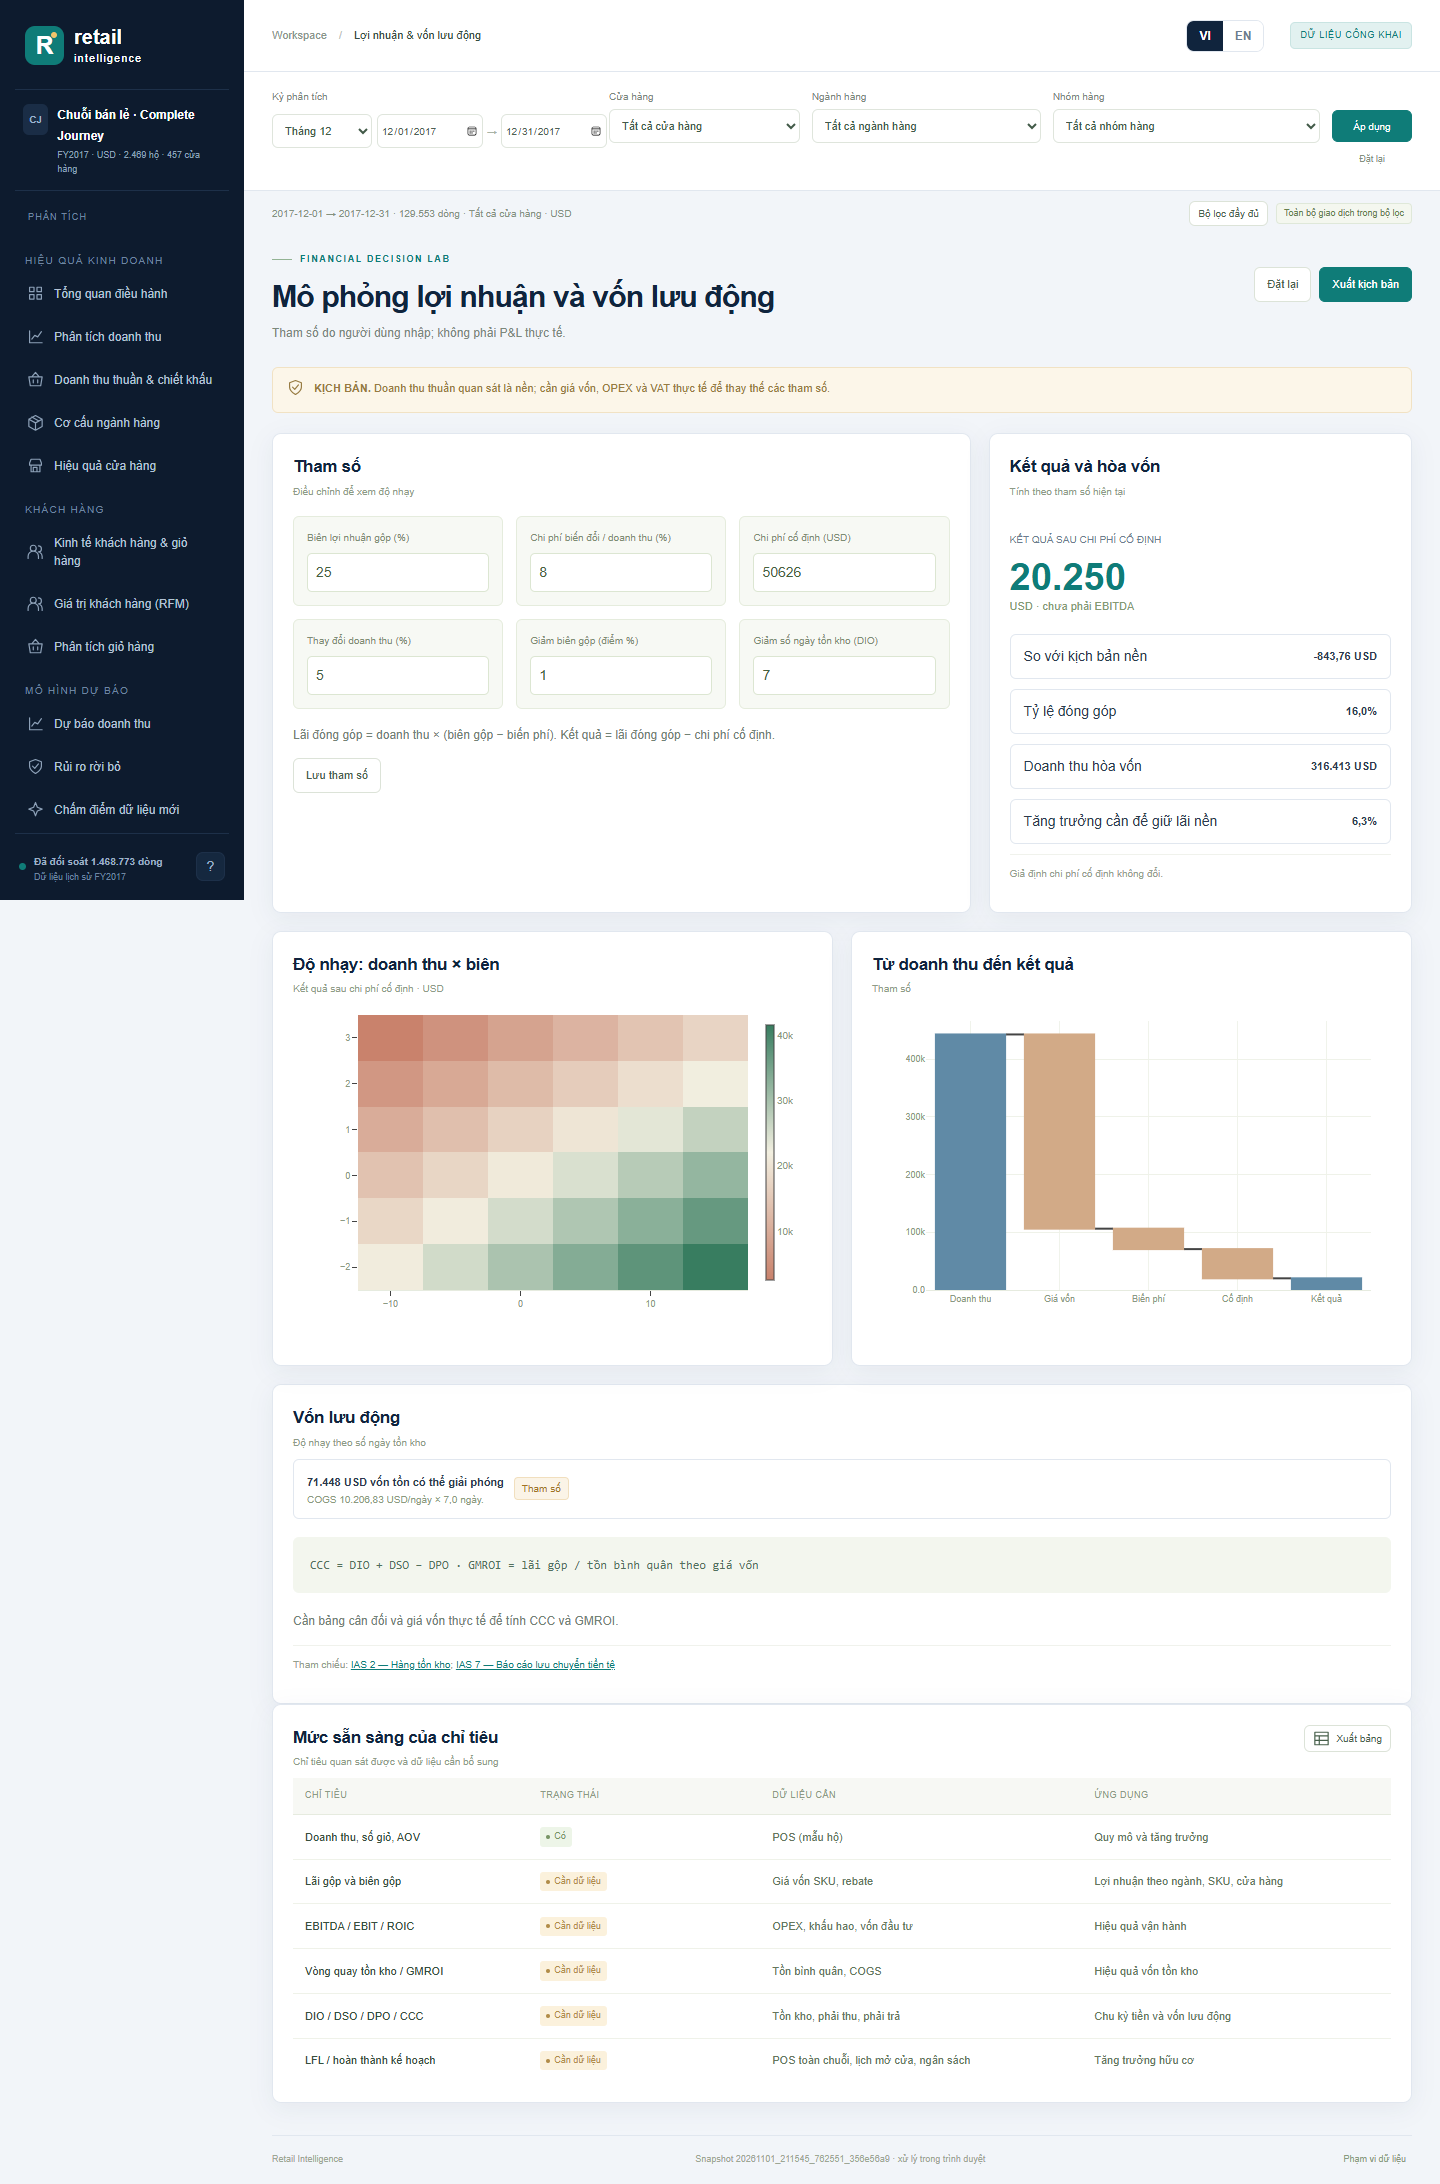 R
retail
intelligence
CJ
Chuỗi bán lẻ · Complete
Journey
FY2017 · USD · 2.469 hộ · 457 cửa
hàng
PHÂN TÍCH
HIỆU QUẢ KINH DOANH
Tổng quan điều hành
Phân tích doanh thu
Doanh thu thuần & chiết khấu
Cơ cấu ngành hàng
Hiệu quả cửa hàng
KHÁCH HÀNG
Kinh tế khách hàng & giỏ
hàng
Giá trị khách hàng (RFM)
Phân tích giỏ hàng
MÔ HÌNH DỰ BÁO
Dự báo doanh thu
Rủi ro rời bỏ
Chấm điểm dữ liệu mới
Đã đối soát 1.468.773 dòng
Dữ liệu lịch sử FY2017
?
Workspace / Lợi nhuận & vốn lưu động
VI EN
DỮ LIỆU CÔNG KHAI
Kỳ phân tích
Cửa hàng
Ngành hàng
Nhóm hàng
Tháng 12
12/01/2017 → 12/31/2017
Tất cả cửa hàng
Tất cả ngành hàng
Tất cả nhóm hàng
Áp dụng
Đặt lại
2017-12-01 → 2017-12-31 · 129.553 dòng · Tất cả cửa hàng · USD
Bộ lọc đầy đủ
Toàn bộ giao dịch trong bộ lọc
FINANCIAL DECISION LAB
Mô phỏng lợi nhuận và vốn lưu động
Tham số do người dùng nhập; không phải P&L thực tế.
Đặt lại
Xuất kịch bản
KỊCH BẢN. Doanh thu thuần quan sát là nền; cần giá vốn, OPEX và VAT thực tế để thay thế các tham số.
Tham số
Điều chỉnh để xem độ nhạy
Biên lợi nhuận gộp (%)
25
Chi phí biến đổi / doanh thu (%)
8
Chi phí cố định (USD)
50626
Thay đổi doanh thu (%)
5
Giảm biên gộp (điểm %)
1
Giảm số ngày tồn kho (DIO)
7
Lãi đóng góp = doanh thu × (biên gộp − biến phí). Kết quả = lãi đóng góp − chi phí cố định.
Lưu tham số
Kết quả và hòa vốn
Tính theo tham số hiện tại
KẾT QUẢ SAU CHI PHÍ CỐ ĐỊNH
20.250
USD · chưa phải EBITDA
So với kịch bản nền -843,76 USD
Tỷ lệ đóng góp 16,0%
Doanh thu hòa vốn 316.413 USD
Tăng trưởng cần để giữ lãi nền 6,3%
Giả định chi phí cố định không đổi.
Độ nhạy: doanh thu × biên
Kết quả sau chi phí cố định · USD
3
2
1
0
−1
−2
−10 0 10
40k
30k
20k
10k
Từ doanh thu đến kết quả
Tham số
400k
300k
200k
100k
0.0
Doanh thu Giá vốn Biến phí Cố định Kết quả
Vốn lưu động
Độ nhạy theo số ngày tồn kho
71.448 USD vốn tồn có thể giải phóng
COGS 10.206,83 USD/ngày × 7,0 ngày.
Tham số
CCC = DIO + DSO − DPO · GMROI = lãi gộp / tồn bình quân theo giá vốn
Cần bảng cân đối và giá vốn thực tế để tính CCC và GMROI.
Tham chiếu: IAS 2 — Hàng tồn kho; IAS 7 — Báo cáo lưu chuyển tiền tệ
Mức sẵn sàng của chỉ tiêu
Chỉ tiêu quan sát được và dữ liệu cần bổ sung
Xuất bảng
CHỈ TIÊU TRẠNG THÁI DỮ LIỆU CẦN ỨNG DỤNG
Doanh thu, số giỏ, AOV Có POS (mẫu hộ) Quy mô và tăng trưởng
Lãi gộp và biên gộp Cần dữ liệu Giá vốn SKU, rebate Lợi nhuận theo ngành, SKU, cửa hàng
EBITDA / EBIT / ROIC Cần dữ liệu OPEX, khấu hao, vốn đầu tư Hiệu quả vận hành
Vòng quay tồn kho / GMROI Cần dữ liệu Tồn bình quân, COGS Hiệu quả vốn tồn kho
DIO / DSO / DPO / CCC Cần dữ liệu Tồn kho, phải thu, phải trả Chu kỳ tiền và vốn lưu động
LFL / hoàn thành kế hoạch Cần dữ liệu POS toàn chuỗi, lịch mở cửa, ngân sách Tăng trưởng hữu cơ
Retail Intelligence
Snapshot 20261101_211545_762551_356e56a9 · xử lý trong trình duyệt
Phạm vi dữ liệu